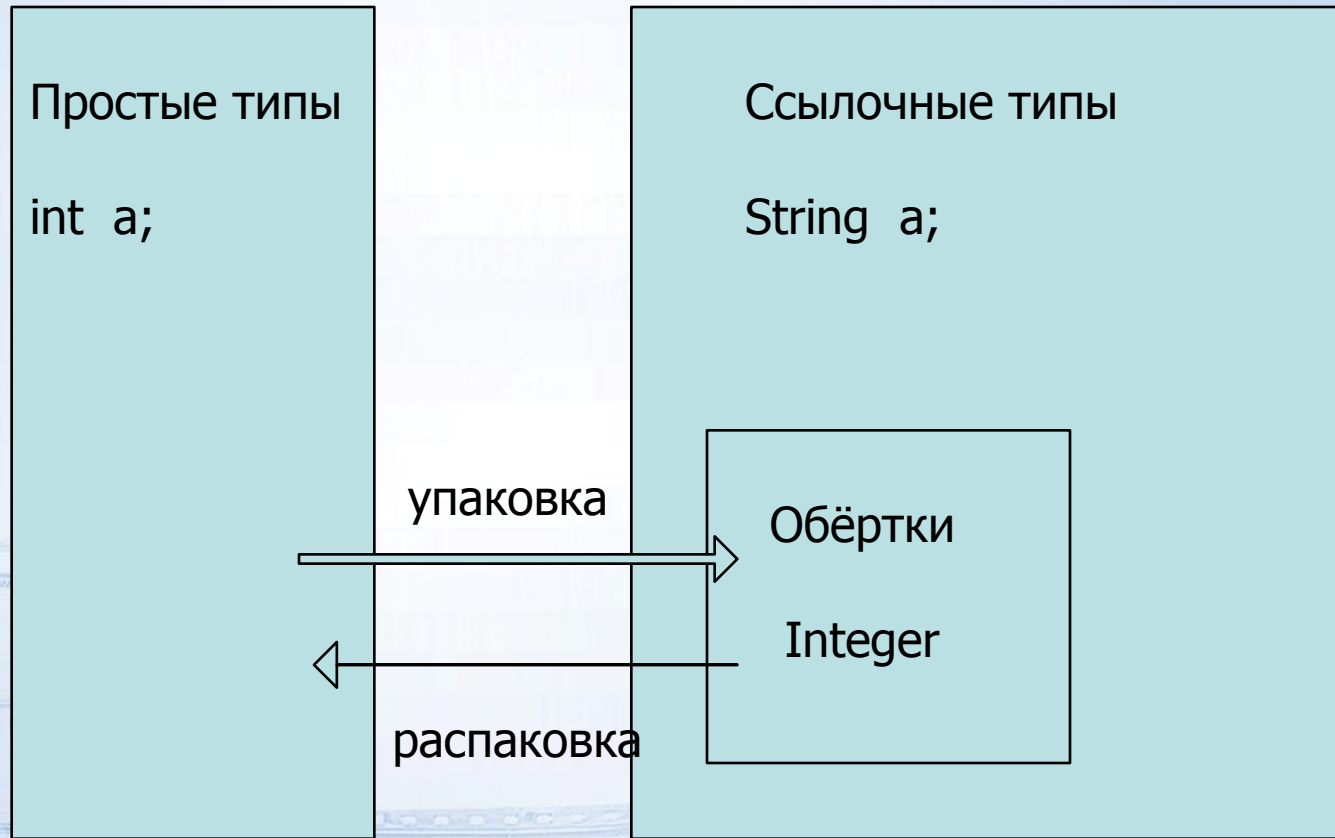 Простые типы
int a;
Ссылочные типы
String a;
упаковка
Обёртки
Integer
распаковка